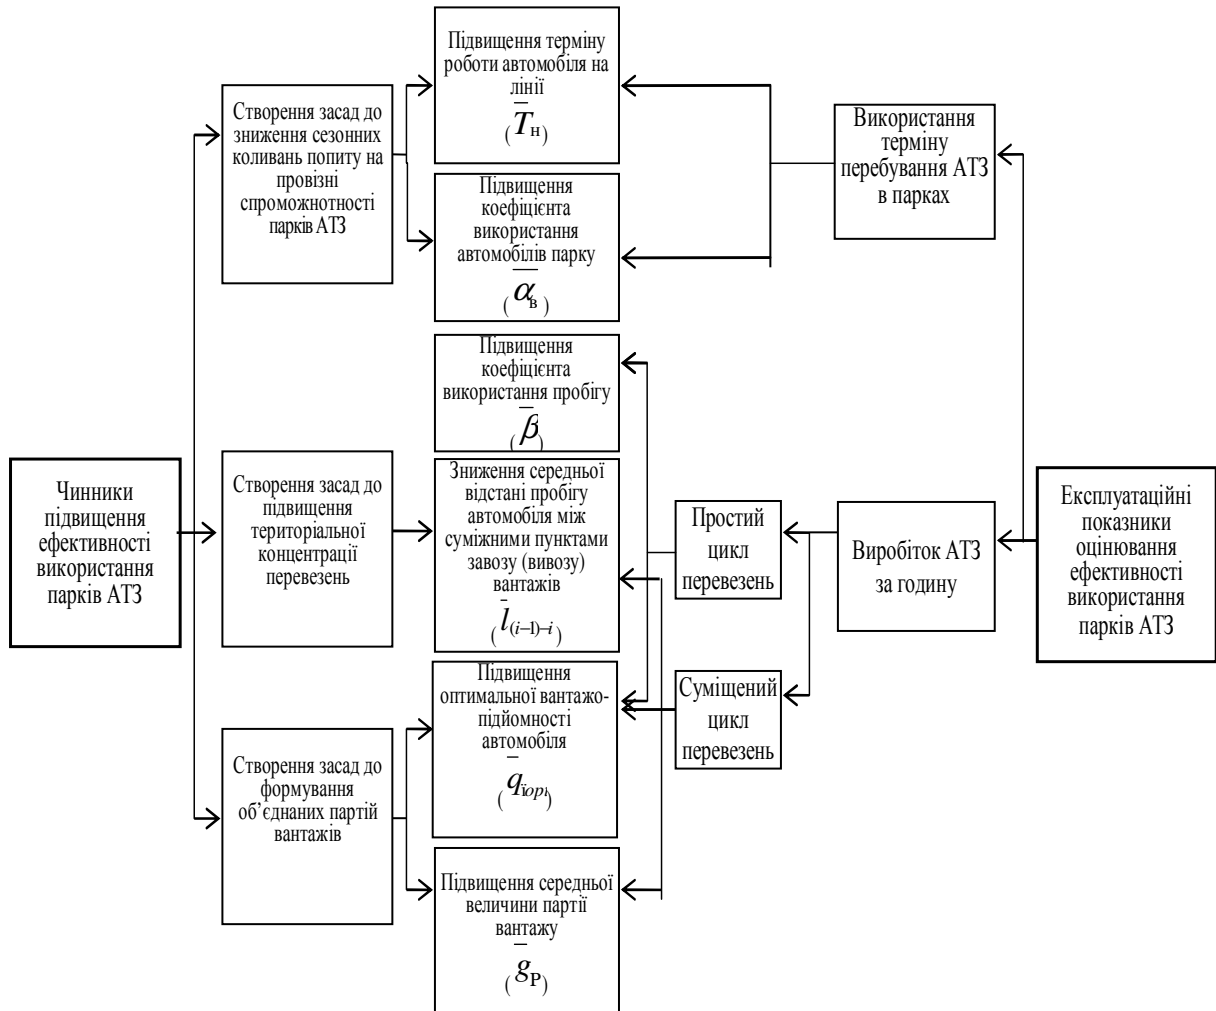 Чинники
підвищення
ефективності
використання
парків АТЗ
Створення засад до
зниження сезонних
коливань попиту на
провізні
спроможнотності
парків АТЗ
Створення засад до
підвищення
територіальної
концентрації
перевезень
Створення засад до
формування
об’єднаних партій
вантажів
Підвищення терміну
роботи автомобіля на
лінії
(T̅н)
Підвищення
коефіцієнта
використання
автомобілів парку
(α̅в)
Підвищення
коефіцієнта
використання пробігу
(β̅)
Зниження середньої
відстані пробігу
автомобіля між
суміжними пунктами
завозу (вивозу)
вантажів
(l̅(i–1)–i)
Підвищення
оптимальної вантажо-
підйомності
автомобіля
(q̅їорі)
Підвищення середньої
величини партії
вантажу
(g̅Р)
Простий
цикл
перевезень
Суміщений
цикл
перевезень
Використання
терміну
перебування АТЗ
в парках
Виробіток АТЗ
за годину
Експлуатаційні
показники
оцінювання
ефективності
використання
парків АТЗ